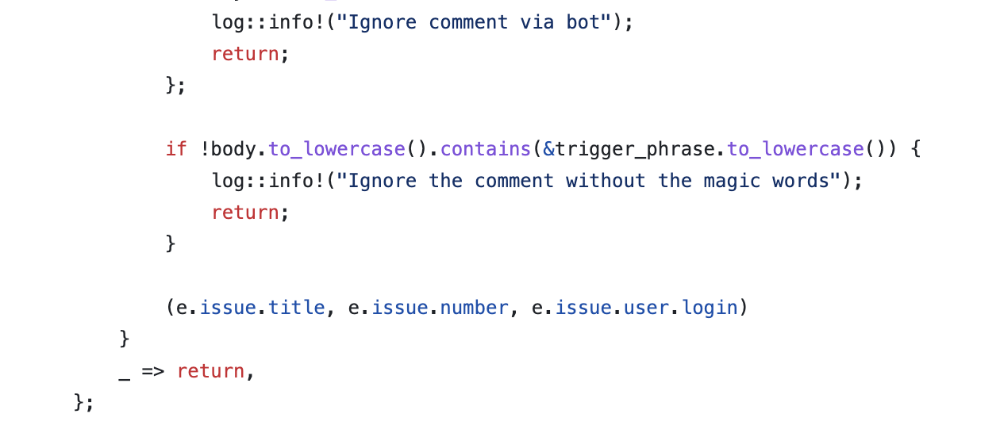 log::info!("Ignore comment via bot");
return;
};
if !body.to_lowercase().contains(&trigger_phrase.to_lowercase()) {
log::info!("Ignore the comment without the magic words");
return;
}
(e.issue.title, e.issue.number, e.issue.user.login)
}
_ => return,
};